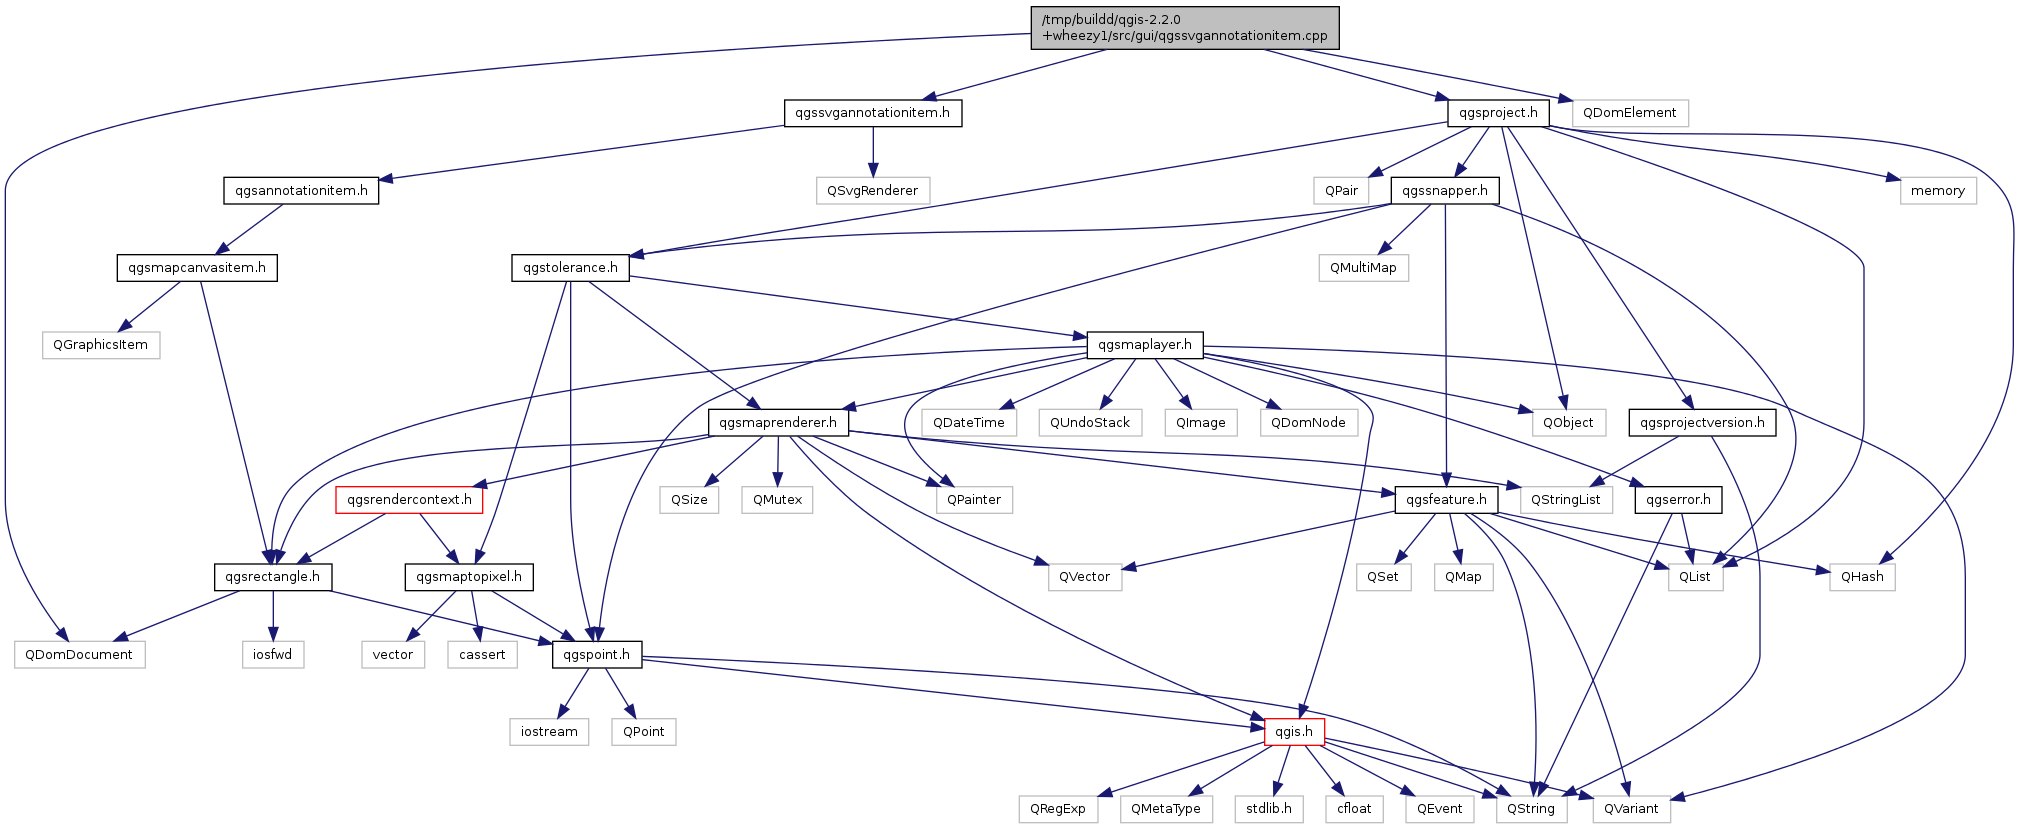 /tmp/buildd/qgis-2.2.0
+wheezy1/src/gui/qgssvgannotationitem.cpp
qgssvgannotationitem.h
qgsproject.h
QDomElement
qgsannotationitem.h
QSvgRenderer
QPair
qgssnapper.h
memory
qgsmapcanvasitem.h
qgstolerance.h
QMultiMap
QGraphicsItem
qgsmaplayer.h
qgsmaprenderer.h
QDateTime
QUndoStack
QImage
QDomNode
QObject
qgsprojectversion.h
qgsrendercontext.h
QSize
QMutex
QPainter
qgsfeature.h
QStringList
qgserror.h
qgsrectangle.h
qgsmaptopixel.h
QVector
QSet
QMap
QList
QHash
QDomDocument
iosfwd
vector
cassert
qgspoint.h
iostream
QPoint
qgis.h
QRegExp
QMetaType
stdlib.h
cfloat
QEvent
QString
QVariant